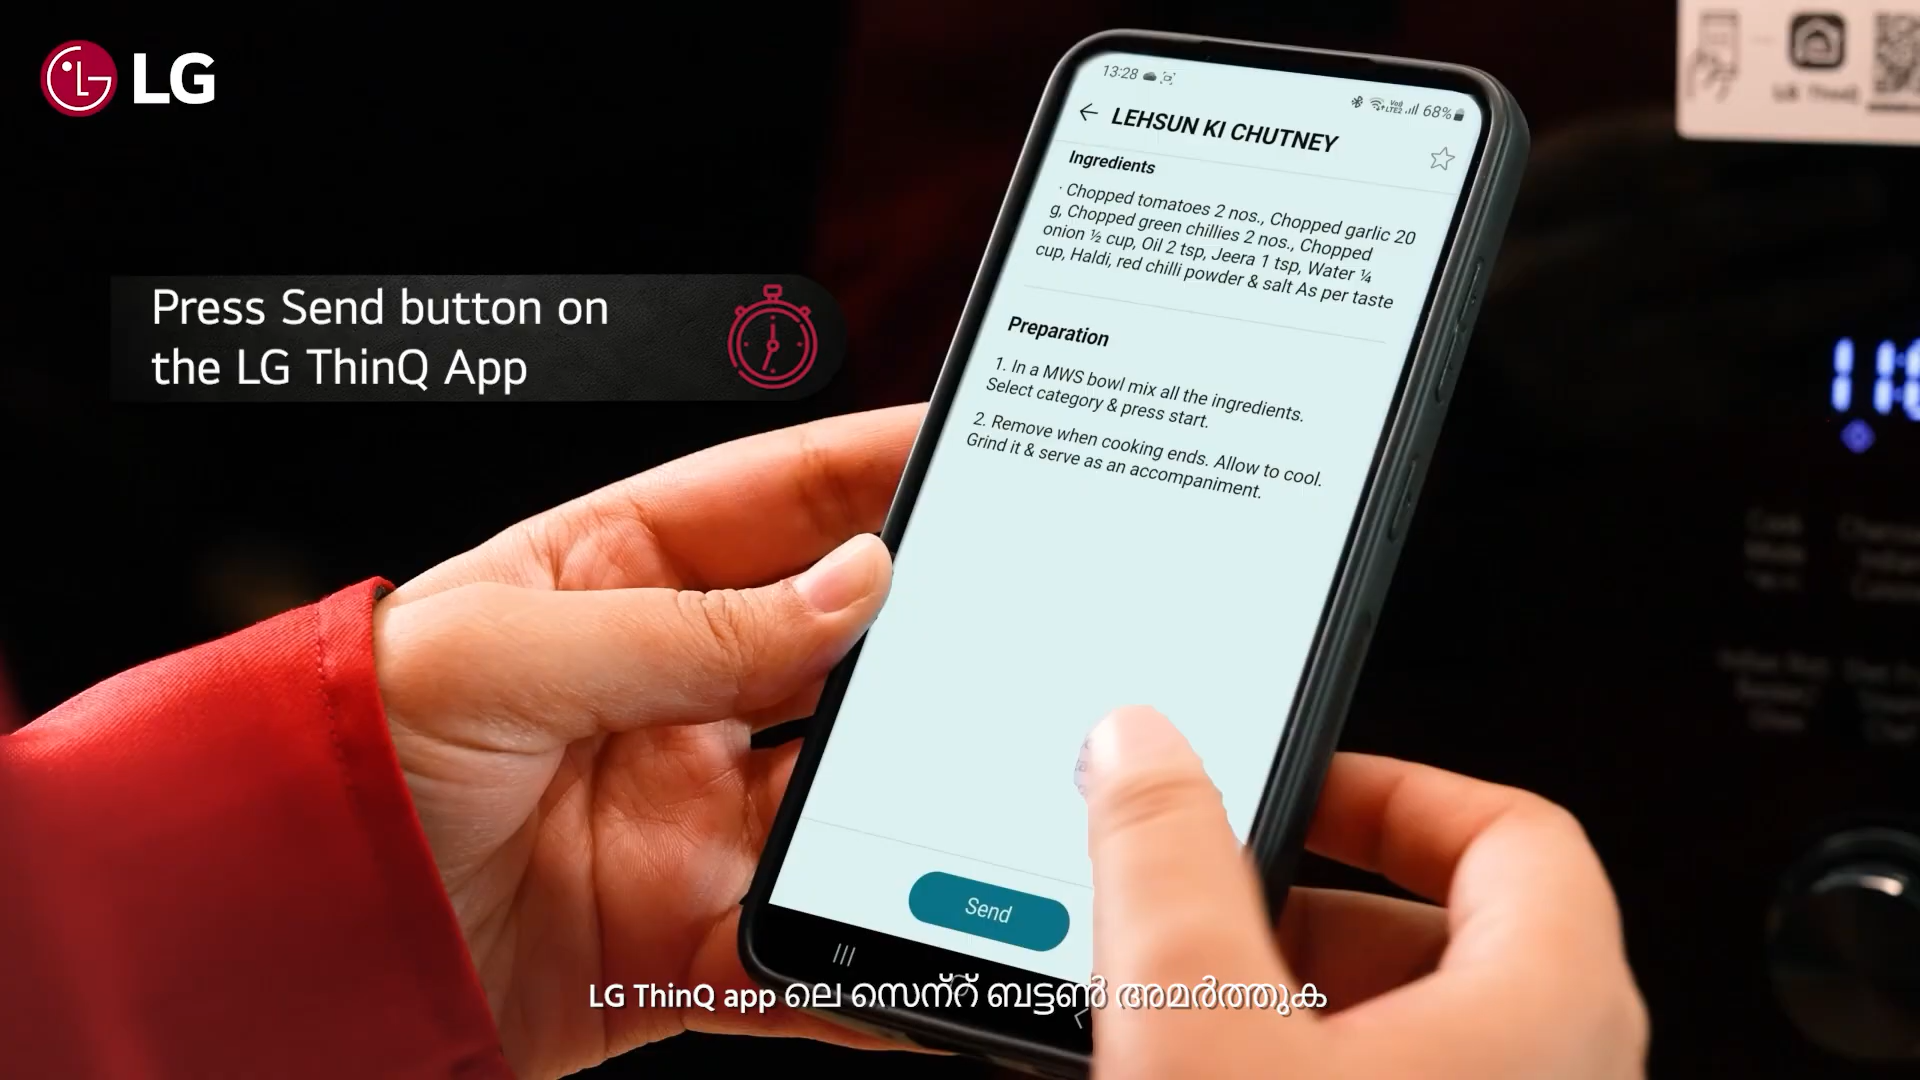 LG
Press Send button on
the LG ThinQ App
13:28
68%
LEHSUN KI CHUTNEY
Ingredients
· Chopped tomatoes 2 nos., Chopped garlic 20
g, Chopped green chillies 2 nos., Chopped
onion ½ cup, Oil 2 tsp, Jeera 1 tsp, Water ¼
cup, Haldi, red chilli powder & salt As per taste
Preparation
1. In a MWS bowl mix all the ingredients.
Select category & press start.
2. Remove when cooking ends. Allow to cool.
Grind it & serve as an accompaniment.
Send
LG ThinQ app ലെ സെന്റ് ബട്ടൺ അമർത്തുക